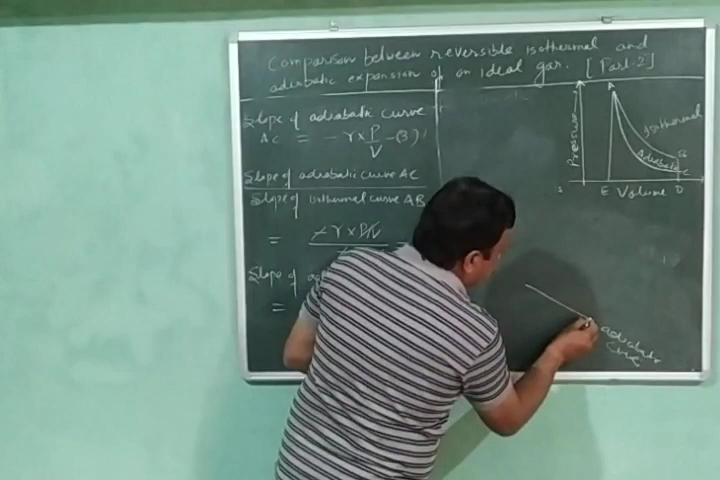 Comparison between reversible isothermal and
adiabatic expansion of an ideal gas. [Part-2]
Slope of adiabatic curve
AC = - γ × P/V - (3)
Slope of adiabatic curve AC
Slope of isothermal curve AB
= - γ × P/V
Slope of
=
Pressure
A
Isothermal
B
Adiabatic
C
E Volume D
adiabatic
curve